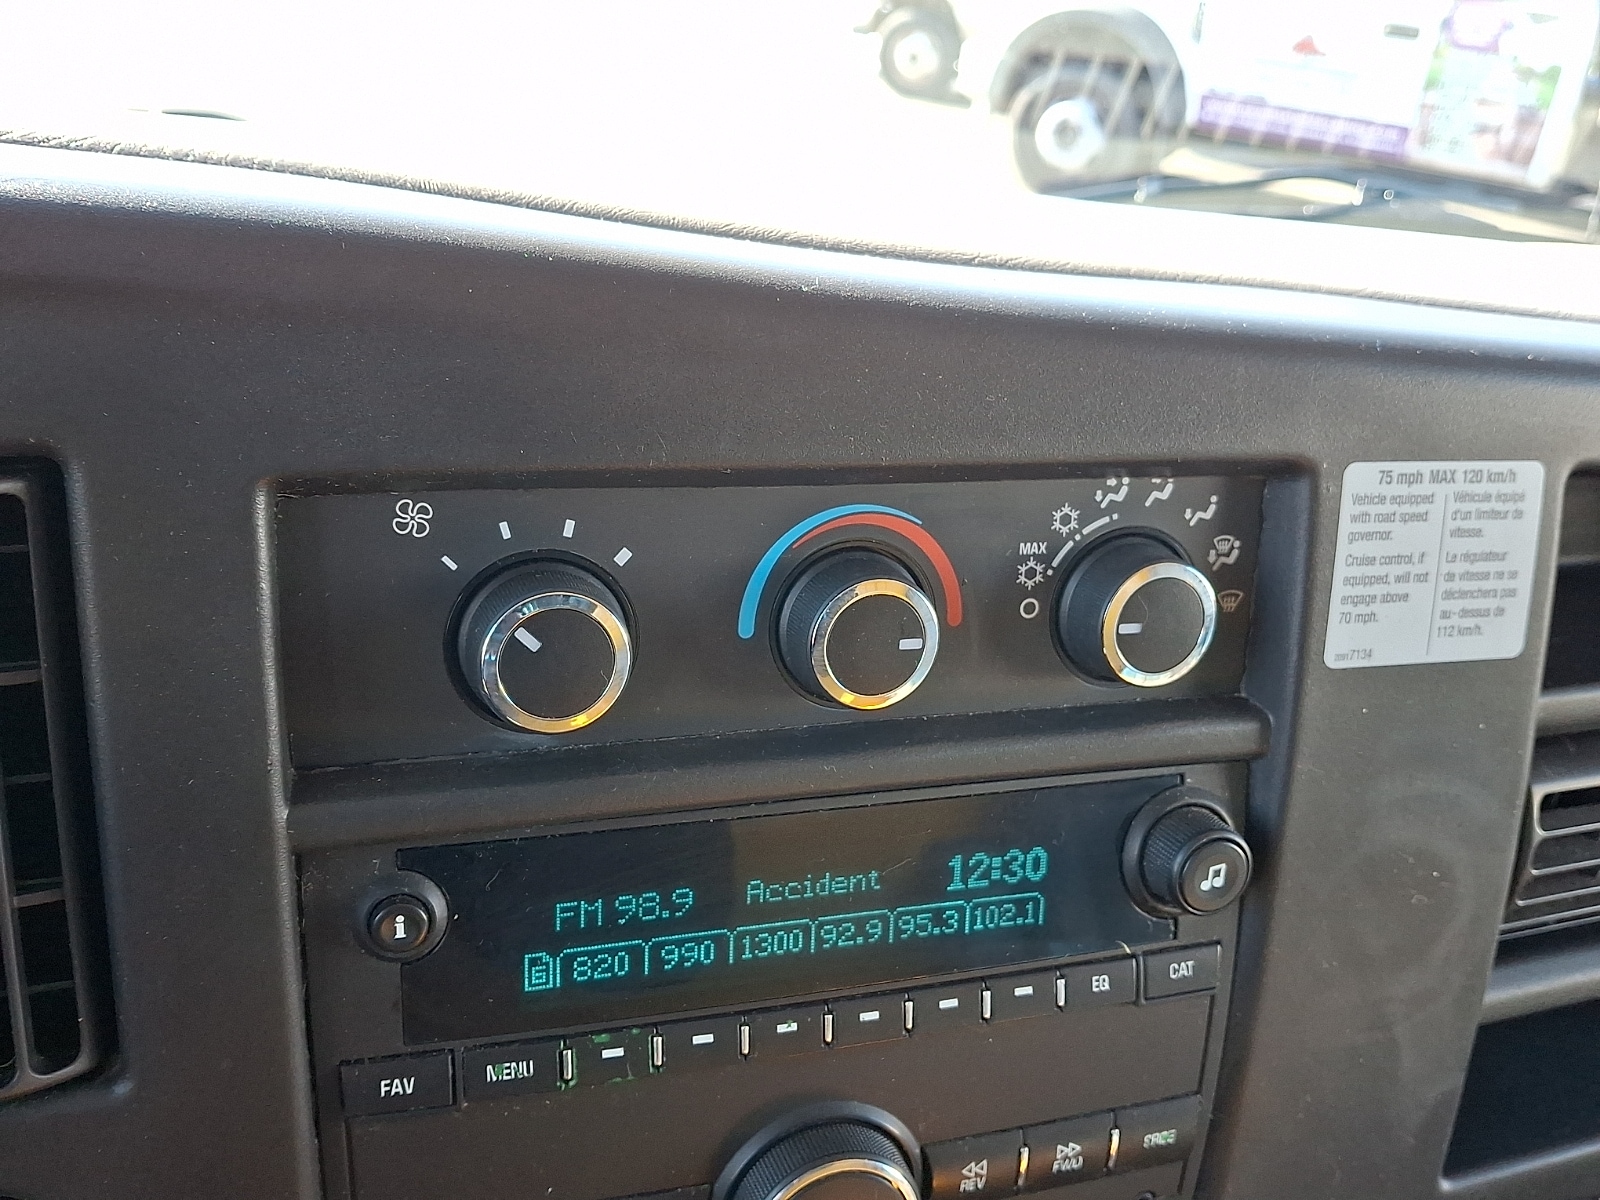 75 mph MAX 120 km/h
Vehicle equipped
with road speed
governor.
Cruise control, if
equipped, will not
engage above
70 mph.
Véhicule équipé
d'un limiteur de
vitesse.
Le régulateur
de vitesse ne se
déclenchera pas
au-dessus de
112 km/h.
MAX
FM 98.9 Accident 12:30
820 990 1300 92.9 95.3 102.1
i
EQ CAT
FAV MENU
REV FWD SRCE